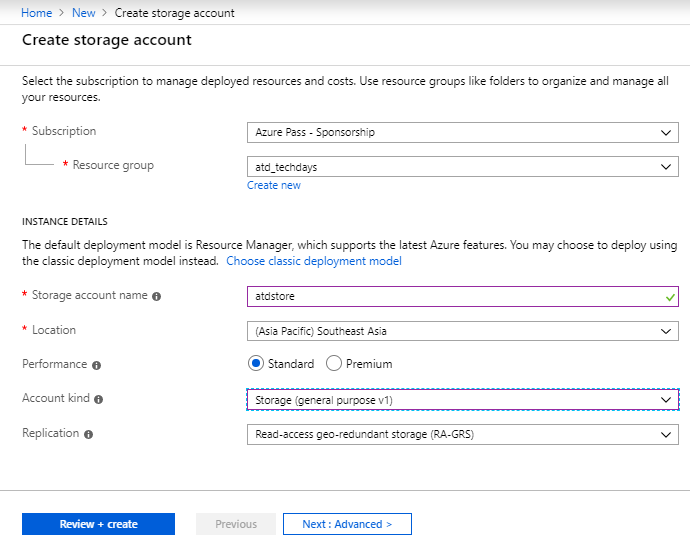 Home > New > Create storage account
Create storage account
Select the subscription to manage deployed resources and costs. Use resource groups like folders to organize and manage all
your resources.
* Subscription
Azure Pass - Sponsorship
* Resource group
atd_techdays
Create new
INSTANCE DETAILS
The default deployment model is Resource Manager, which supports the latest Azure features. You may choose to deploy using
the classic deployment model instead. Choose classic deployment model
* Storage account name
atdstore
* Location
(Asia Pacific) Southeast Asia
Performance
Standard Premium
Account kind
Storage (general purpose v1)
Replication
Read-access geo-redundant storage (RA-GRS)
Review + create Previous Next : Advanced >